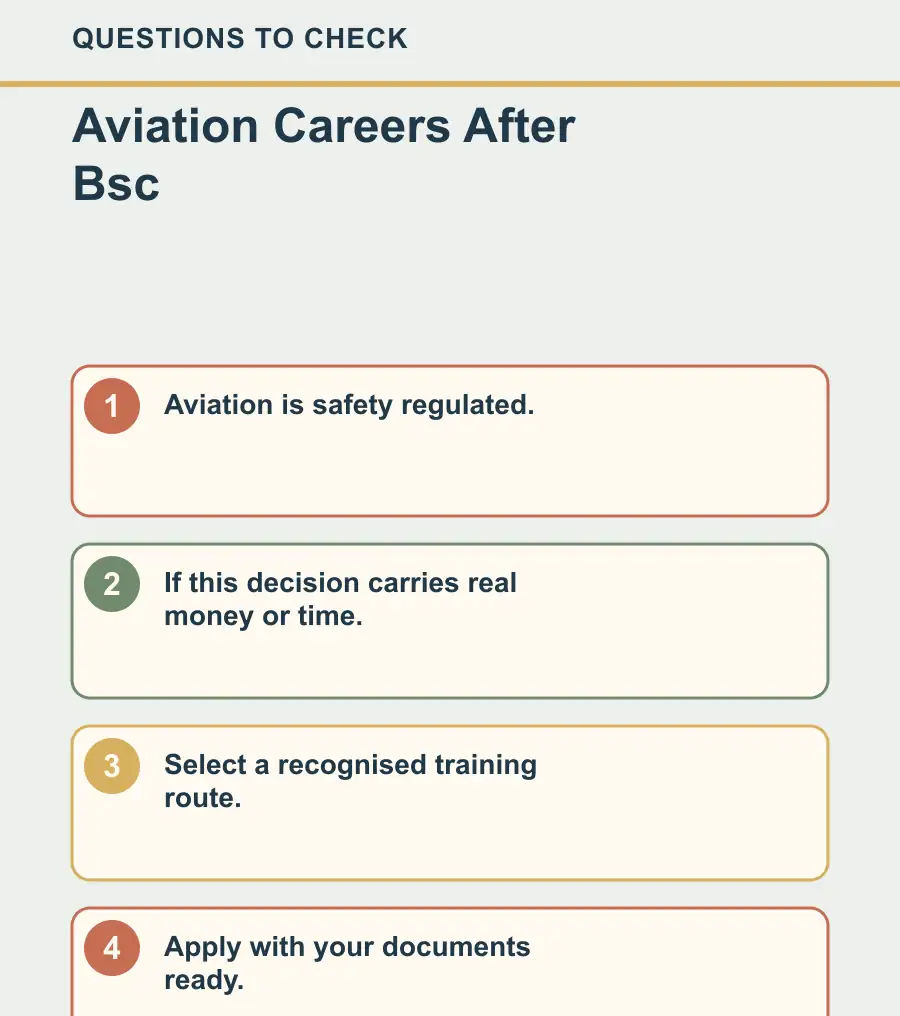 QUESTIONS TO CHECK
Aviation Careers After
Bsc
1
Aviation is safety regulated.
2
If this decision carries real
money or time.
3
Select a recognised training
route.
4
Apply with your documents
ready.